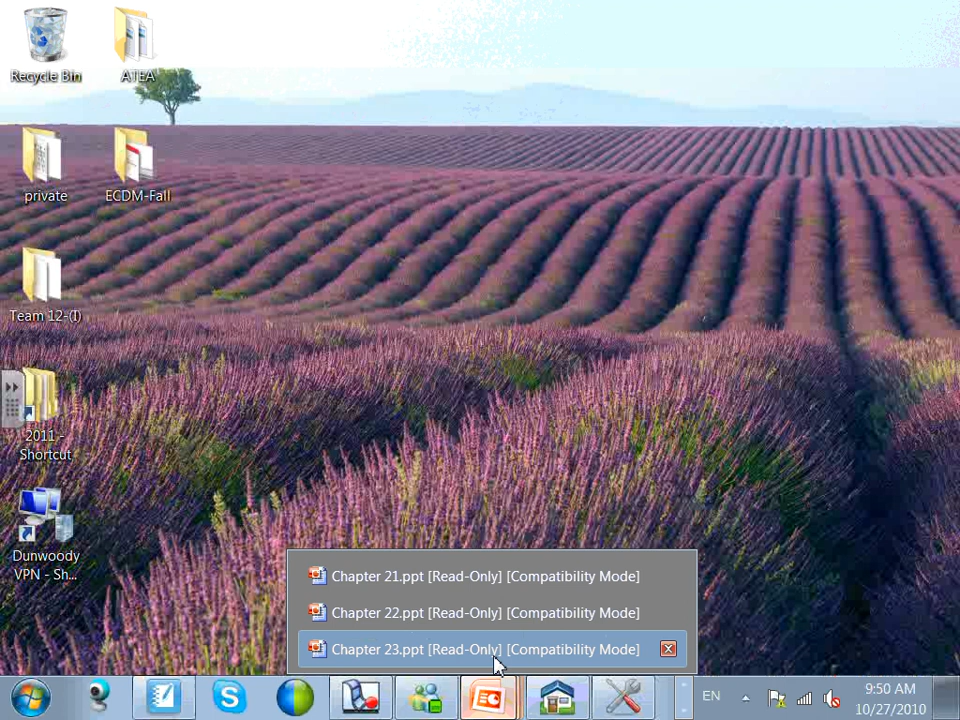 Recycle Bin
ATEA
private
ECDM-Fall
Team 12-(I)
2011 -
Shortcut
Dunwoody
VPN - Sh...
Chapter 21.ppt [Read-Only] [Compatibility Mode]
Chapter 22.ppt [Read-Only] [Compatibility Mode]
Chapter 23.ppt [Read-Only] [Compatibility Mode]
EN
9:50 AM
10/27/2010